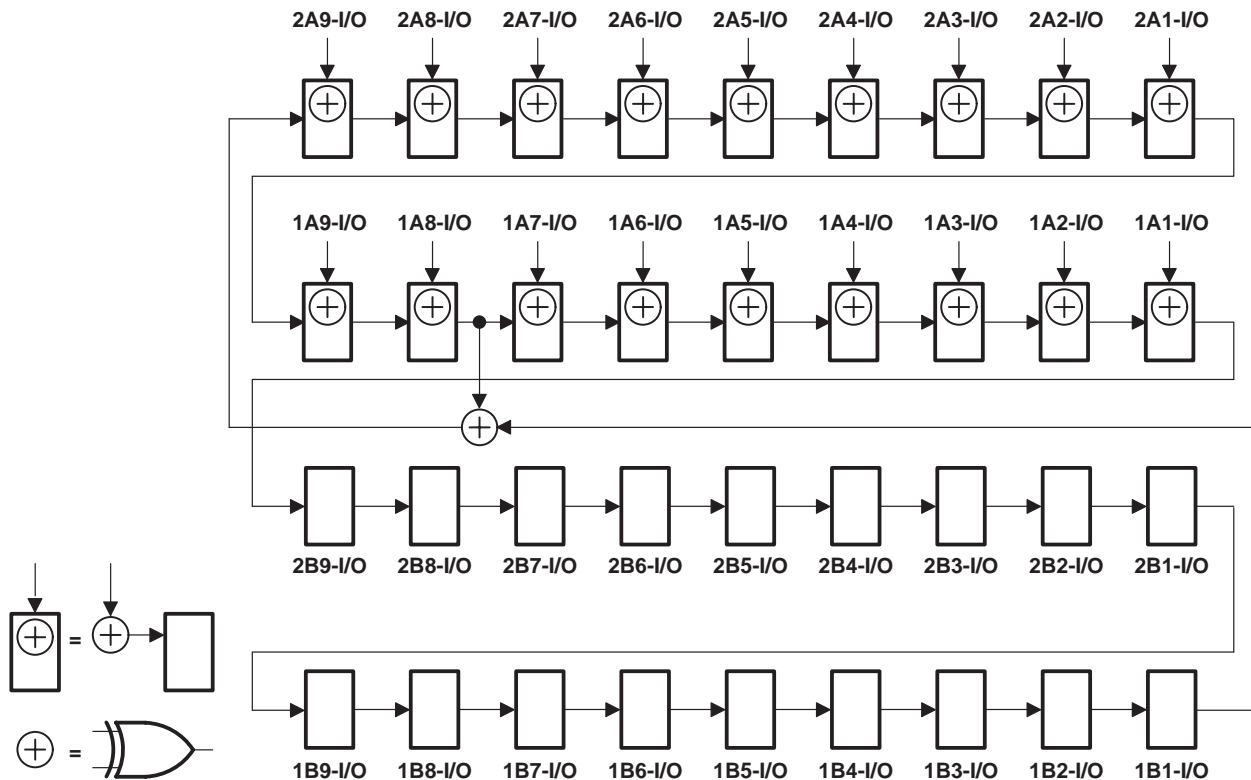 2A9-I/O 2A8-I/O 2A7-I/O 2A6-I/O 2A5-I/O 2A4-I/O 2A3-I/O 2A2-I/O 2A1-I/O
1A9-I/O 1A8-I/O 1A7-I/O 1A6-I/O 1A5-I/O 1A4-I/O 1A3-I/O 1A2-I/O 1A1-I/O
2B9-I/O 2B8-I/O 2B7-I/O 2B6-I/O 2B5-I/O 2B4-I/O 2B3-I/O 2B2-I/O 2B1-I/O
=
=
1B9-I/O 1B8-I/O 1B7-I/O 1B6-I/O 1B5-I/O 1B4-I/O 1B3-I/O 1B2-I/O 1B1-I/O